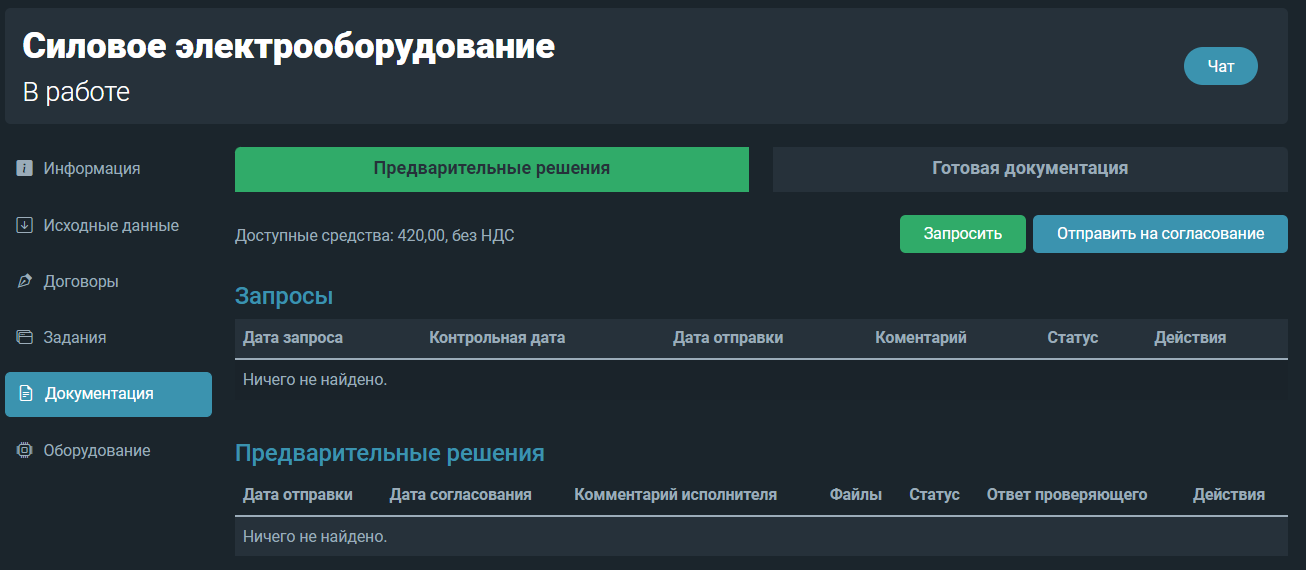 Силовое электрооборудование
В работе
Чат
Информация
Исходные данные
Договоры
Задания
Документация
Оборудование
Предварительные решения
Готовая документация
Доступные средства: 420,00, без НДС
Запросить
Отправить на согласование
Запросы
Дата запроса Контрольная дата Дата отправки Коментарий Статус Действия
Ничего не найдено.
Предварительные решения
Дата отправки Дата согласования Комментарий исполнителя Файлы Статус Ответ проверяющего Действия
Ничего не найдено.